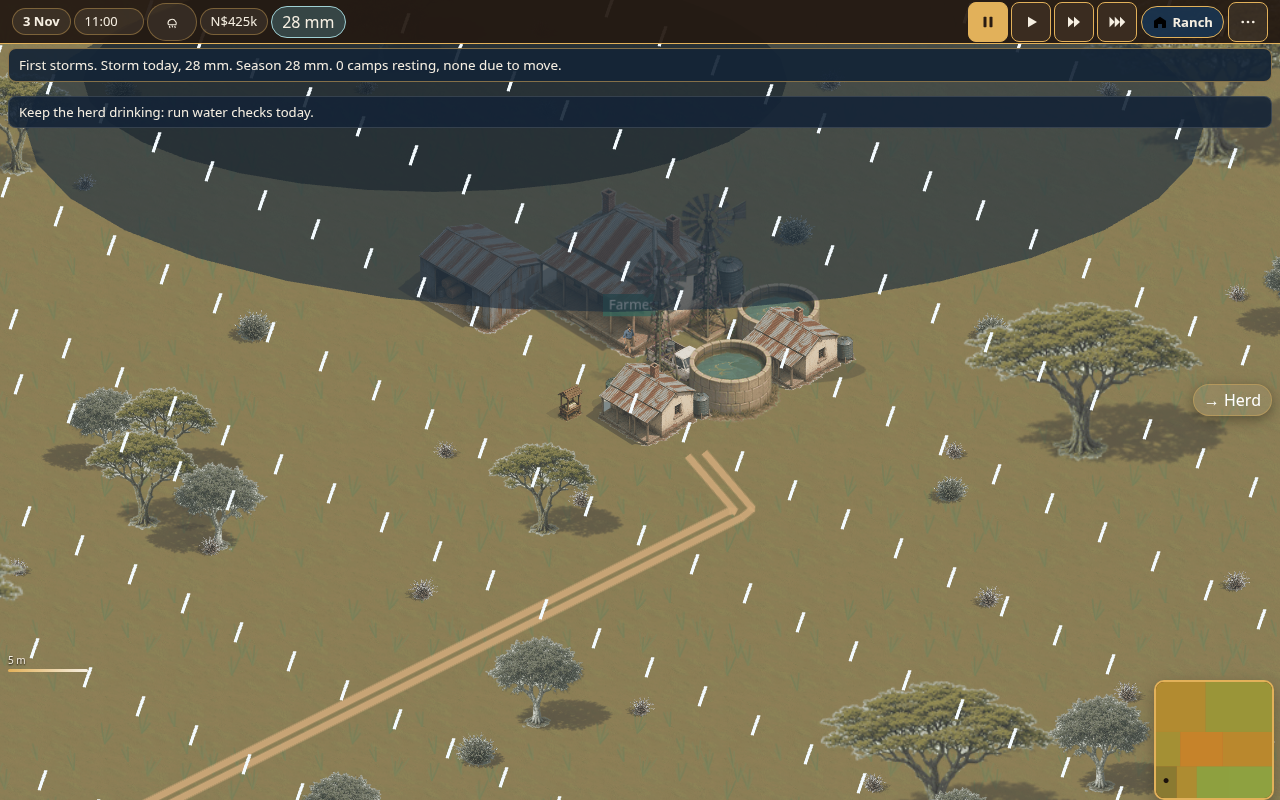 3 Nov
11:00
N$425k
28 mm
Ranch
First storms. Storm today, 28 mm. Season 28 mm. 0 camps resting, none due to move.
Keep the herd drinking: run water checks today.
→ Herd
5 m